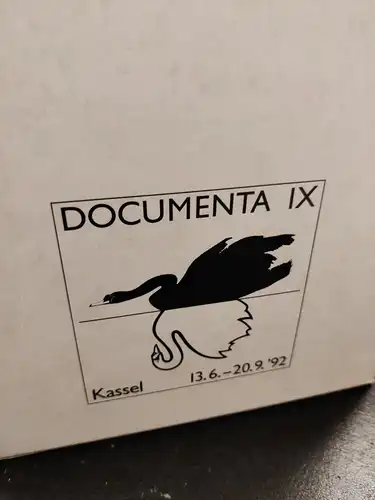 DOCUMENTA IX
Kassel 13.6.–20.9.'92